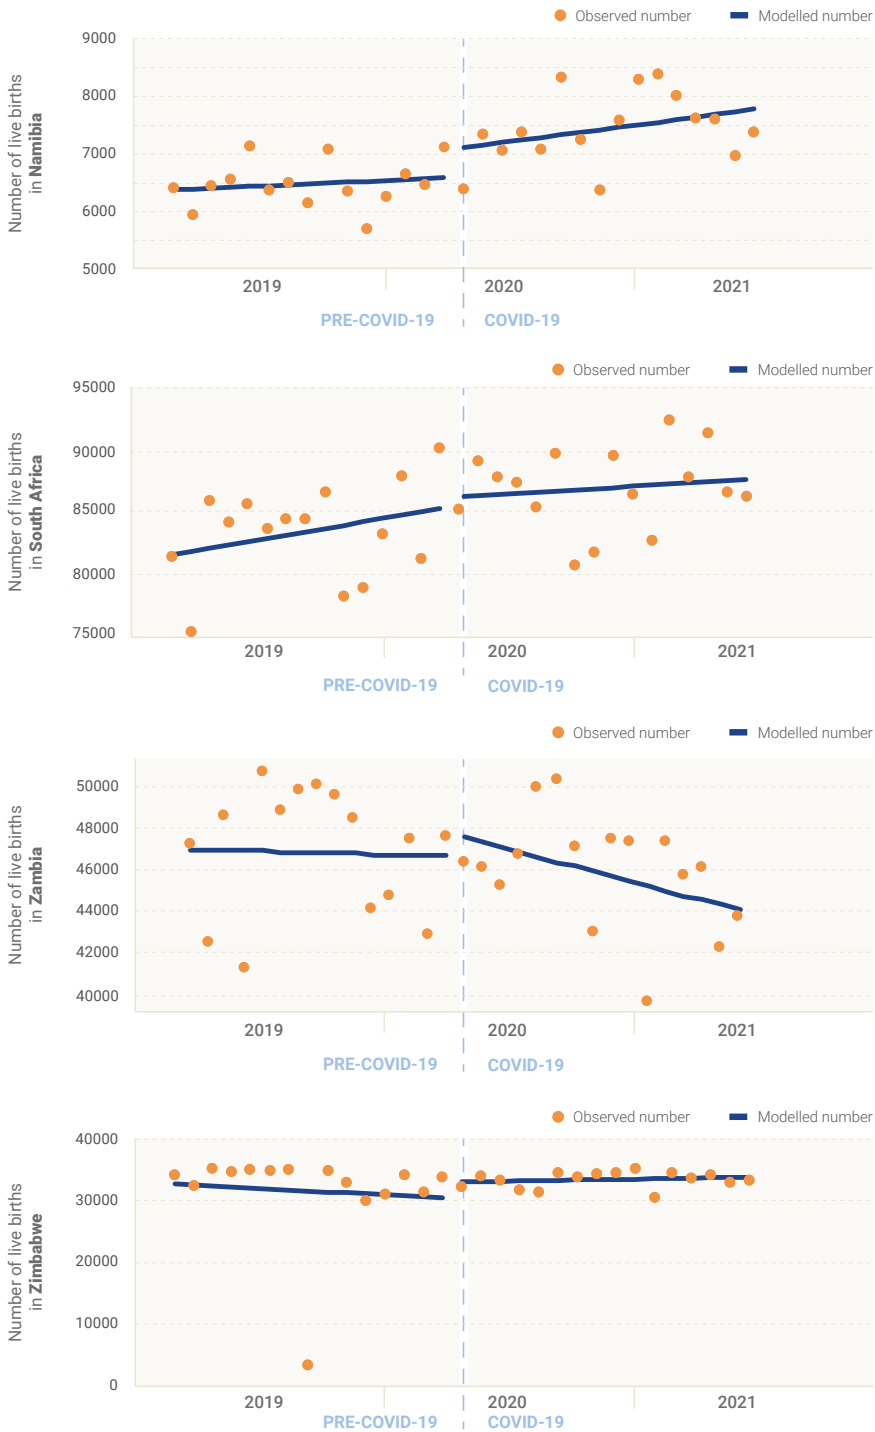 Observed number Modelled number
Number of live births
in Namibia
9000
8000
7000
6000
5000
2019 2020 2021
PRE-COVID-19 COVID-19
Observed number Modelled number
Number of live births
in South Africa
95000
90000
85000
80000
75000
2019 2020 2021
PRE-COVID-19 COVID-19
Observed number Modelled number
Number of live births
in Zambia
50000
48000
46000
44000
42000
40000
2019 2020 2021
PRE-COVID-19 COVID-19
Observed number Modelled number
Number of live births
in Zimbabwe
40000
30000
20000
10000
0
2019 2020 2021
PRE-COVID-19 COVID-19